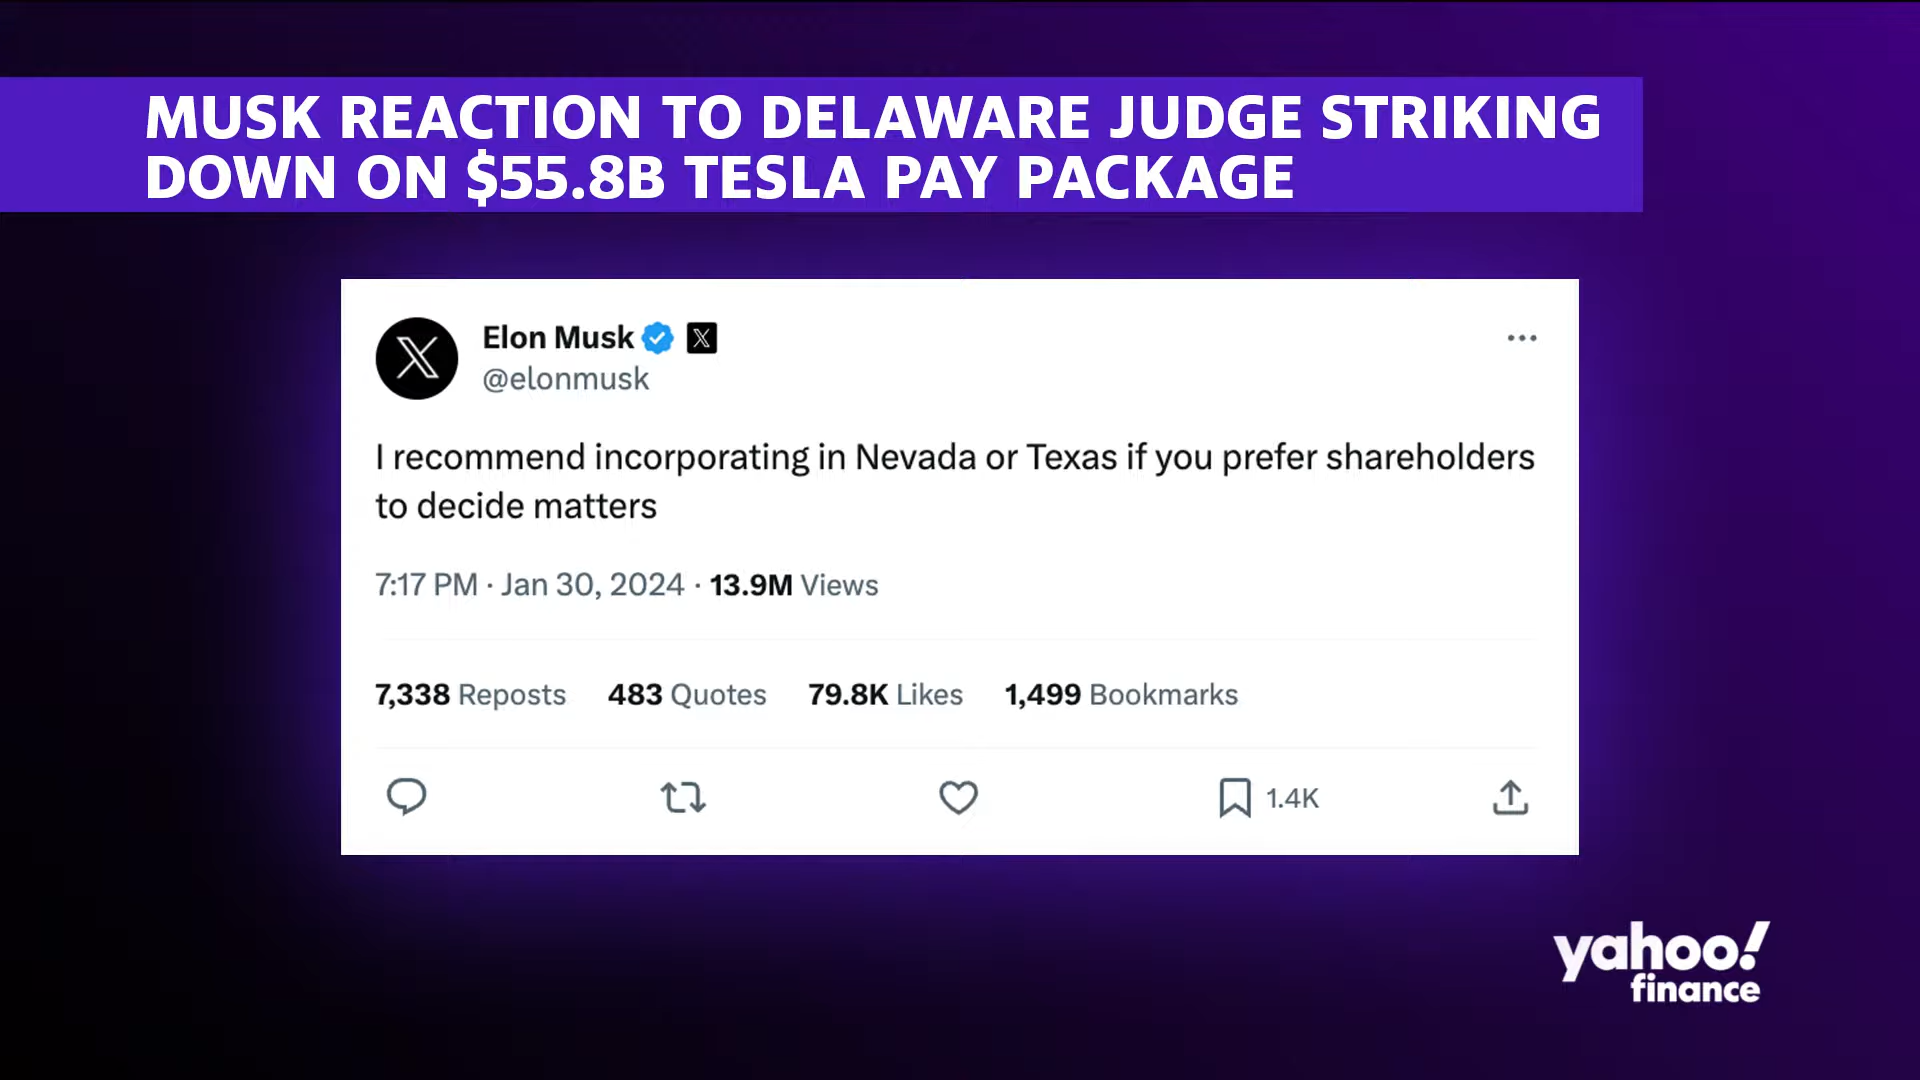 MUSK REACTION TO DELAWARE JUDGE STRIKING
DOWN ON $55.8B TESLA PAY PACKAGE
Elon Musk
@elonmusk
I recommend incorporating in Nevada or Texas if you prefer shareholders
to decide matters
7:17 PM · Jan 30, 2024 · 13.9M Views
7,338 Reposts 483 Quotes 79.8K Likes 1,499 Bookmarks
1.4K
yahoo!
finance